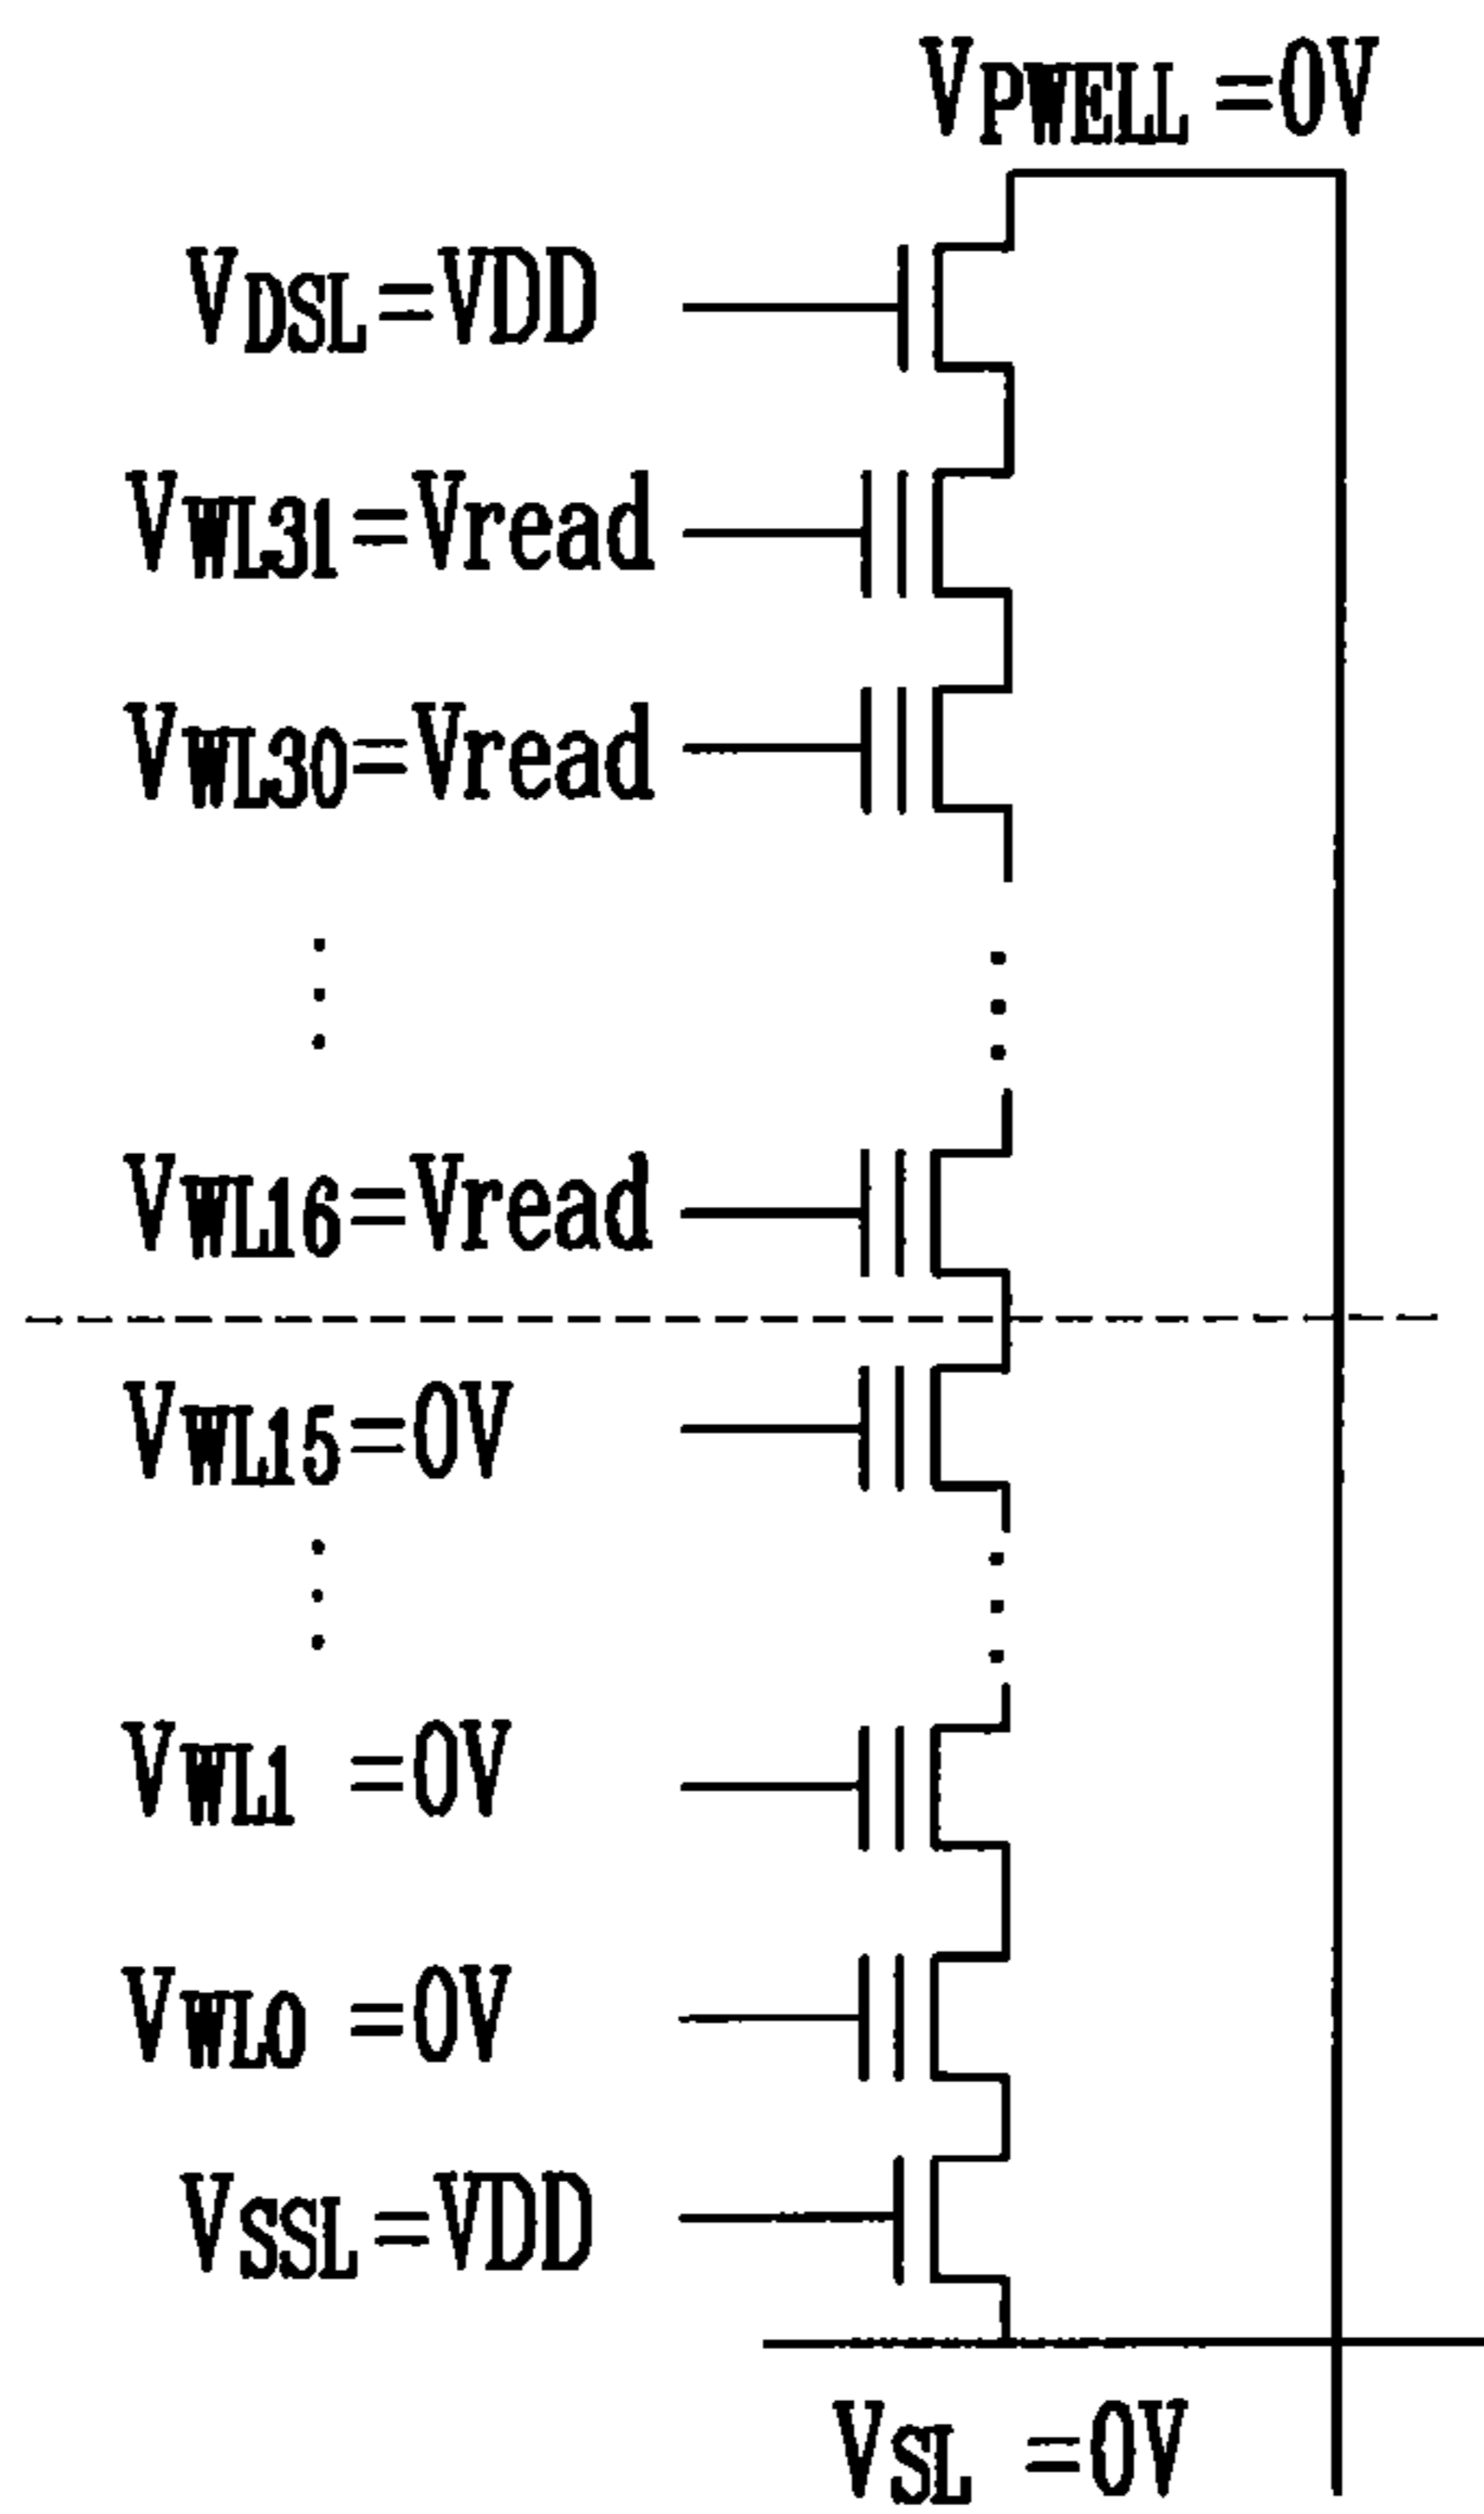 VPWELL =0V
VDSL=VDD
VWL31=Vread
VWL30=Vread
VWL16=Vread
VWL15=0V
VWL1 =0V
VWL0 =0V
VSSL=VDD
VSL =0V